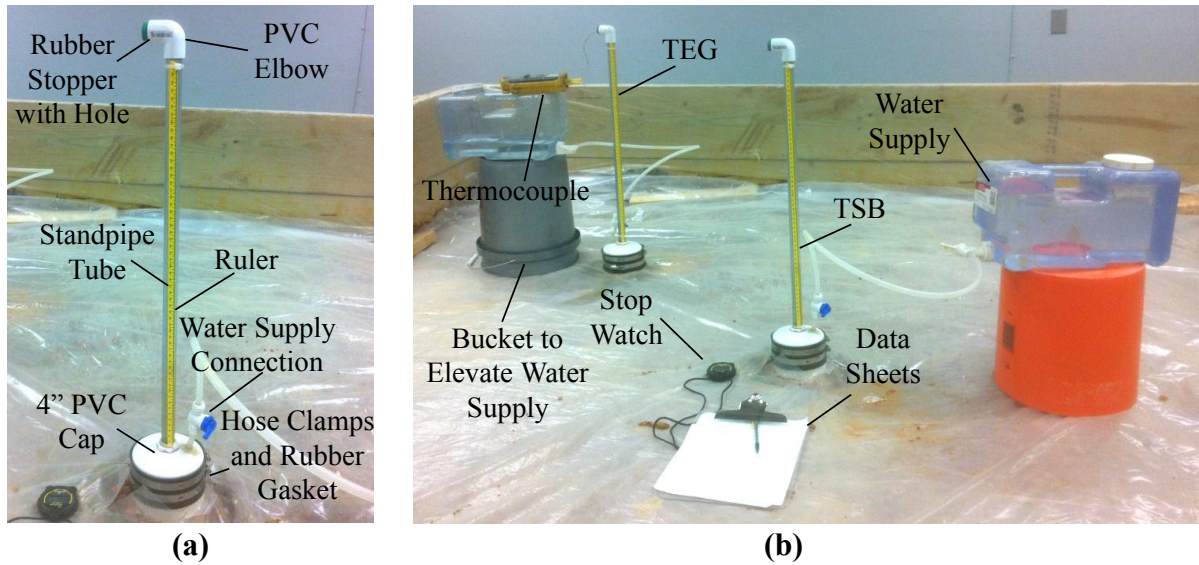 Rubber
Stopper
with Hole
PVC
Elbow
Standpipe
Tube
Ruler
Water Supply
Connection
4” PVC
Cap
Hose Clamps
and Rubber
Gasket
(a)
TEG
Water
Supply
Thermocouple
TSB
Stop
Watch
Bucket to
Elevate Water
Supply
Data
Sheets
(b)